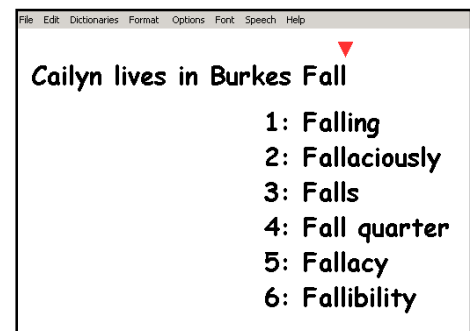 File Edit Dictionaries Format Options Font Speech Help
Cailyn lives in Burkes Fall
1: Falling
2: Fallaciously
3: Falls
4: Fall quarter
5: Fallacy
6: Fallibility